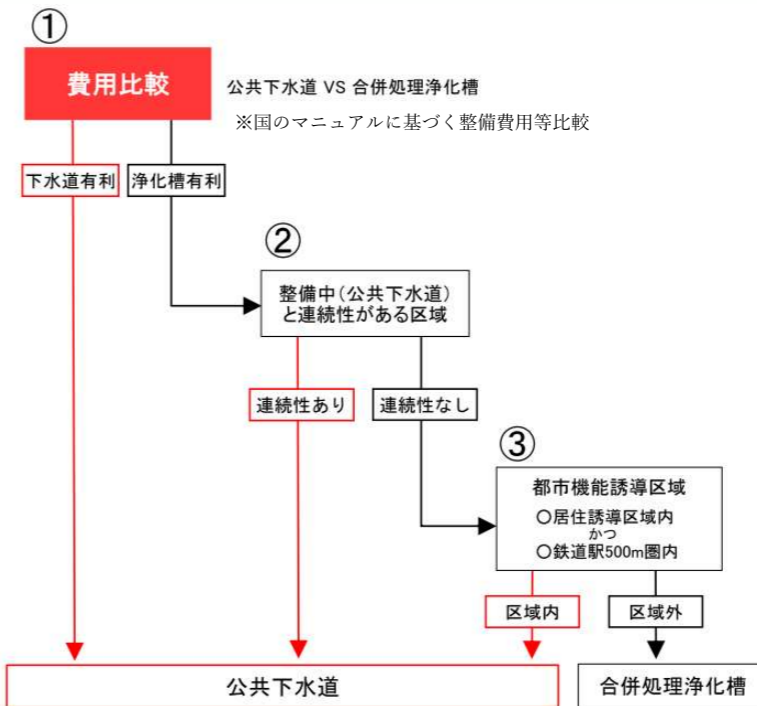 ①
費用比較
公共下水道 VS 合併処理浄化槽
※国のマニュアルに基づく整備費用等比較
下水道有利
浄化槽有利
②
整備中(公共下水道)
と連続性がある区域
連続性あり
連続性なし
③
都市機能誘導区域
○居住誘導区域内
かつ
○鉄道駅500m圏内
区域内
区域外
公共下水道
合併処理浄化槽